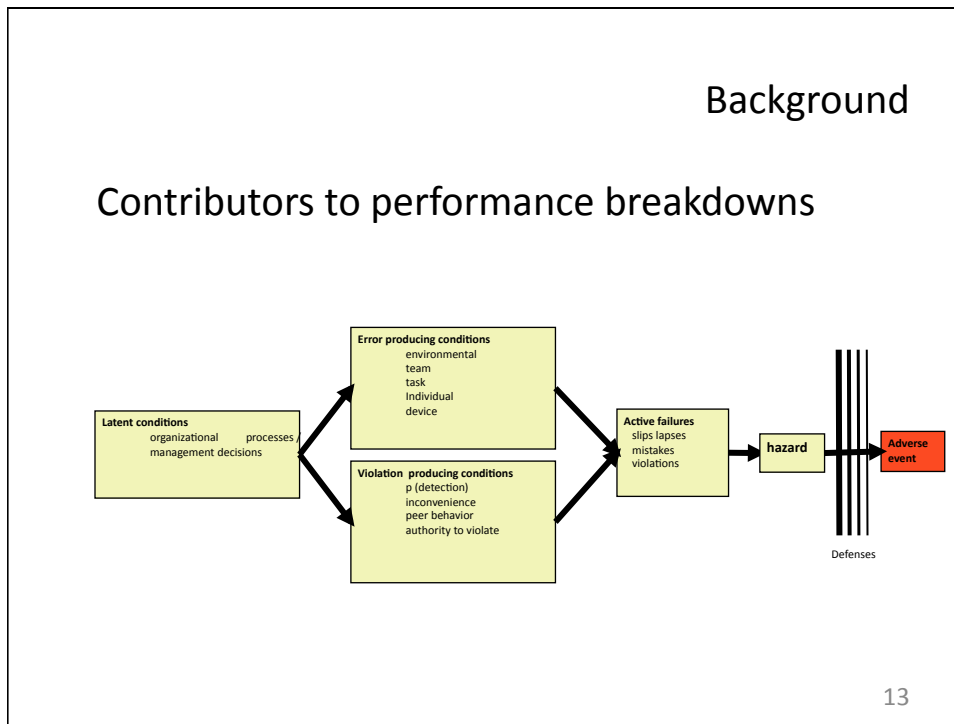 Background
Contributors to performance breakdowns
Latent conditions
organizational processes /
management decisions
Error producing conditions
environmental
team
task
Individual
device
Violation producing conditions
p (detection)
inconvenience
peer behavior
authority to violate
Active failures
slips lapses
mistakes
violations
hazard
Defenses
Adverse
event
13